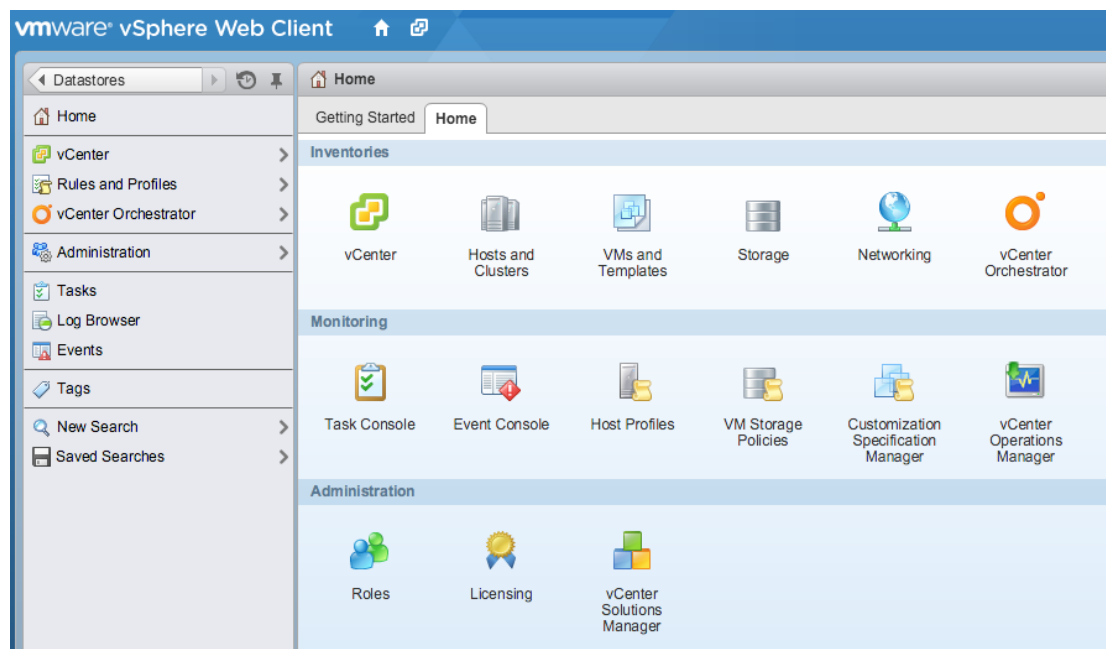 vmware® vSphere Web Client
Datastores
Home
vCenter
Rules and Profiles
vCenter Orchestrator
Administration
Tasks
Log Browser
Events
Tags
New Search
Saved Searches
Home
Getting Started Home
Inventories
vCenter
Hosts and
Clusters
VMs and
Templates
Storage
Networking
vCenter
Orchestrator
Monitoring
Task Console
Event Console
Host Profiles
VM Storage
Policies
Customization
Specification
Manager
vCenter
Operations
Manager
Administration
Roles
Licensing
vCenter
Solutions
Manager